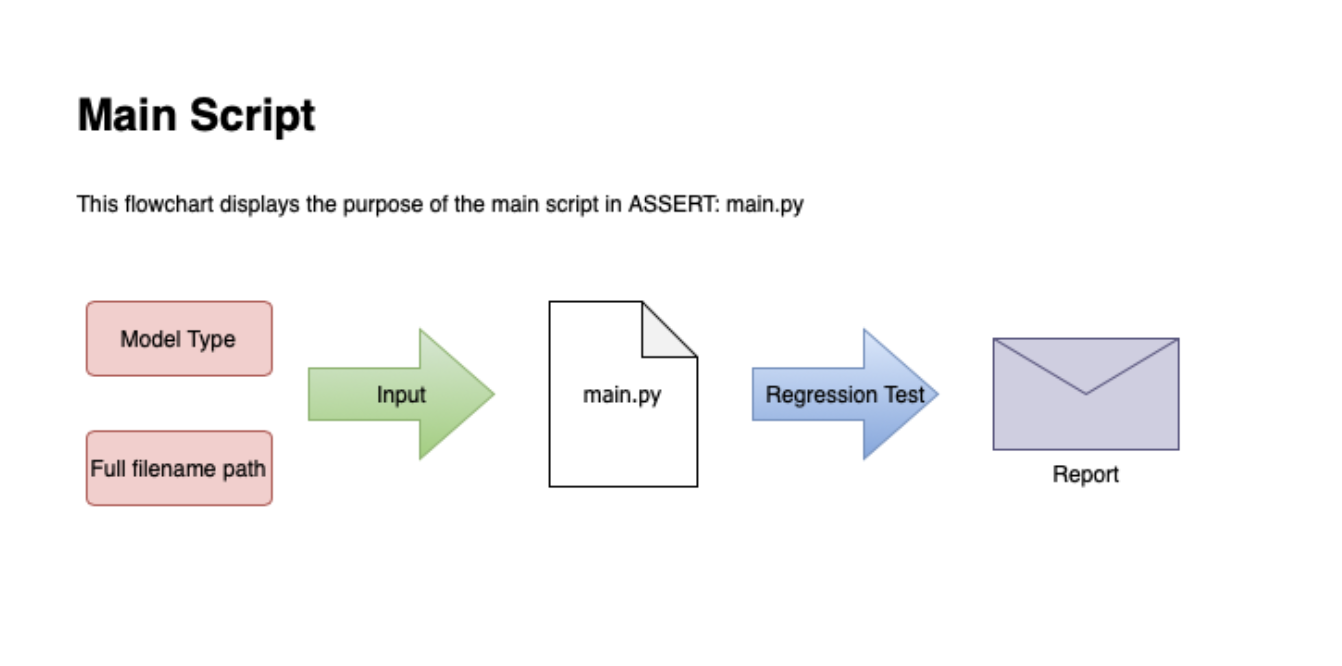 Main Script
This flowchart displays the purpose of the main script in ASSERT: main.py
Model Type
Full filename path
Input
main.py
Regression Test
Report